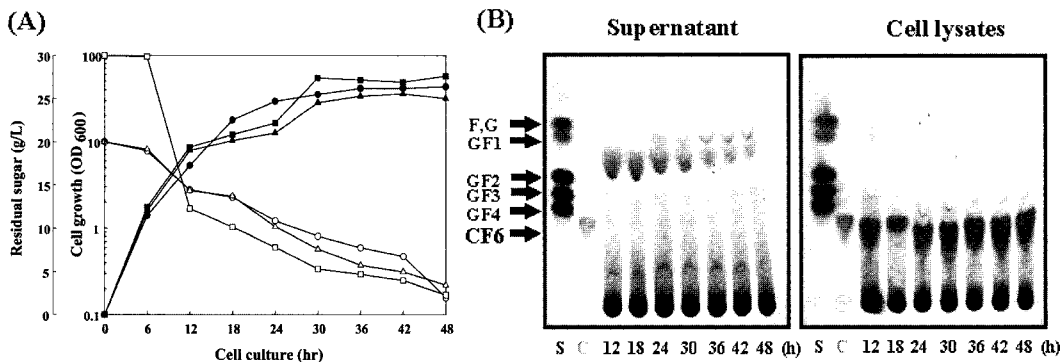 (A)
Residual sugar (g/L)
30
25
20
15
10
5
0
Cell growth (OD600)
100
10
1
0.1
0 6 12 18 24 30 36 42 48
Cell culture (hr)
(B)
Supernatant
Cell lysates
F,G
GF1
GF2
GF3
GF4
CF6
S C 12 18 24 30 36 42 48 (h)
S C 12 18 24 30 36 42 48 (h)